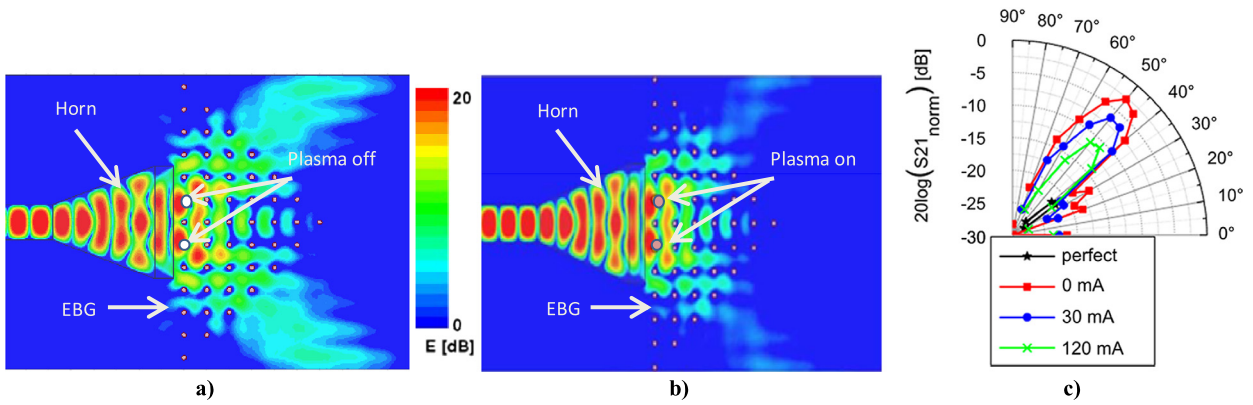 Horn
Plasma off
EBG
20
0
E [dB]
a)
Horn
Plasma on
EBG
b)
20log(S21norm) [dB]
0
-5
-10
-15
-20
-25
-30
90°
80°
70°
60°
50°
40°
30°
20°
10°
0°
perfect
0 mA
30 mA
120 mA
c)